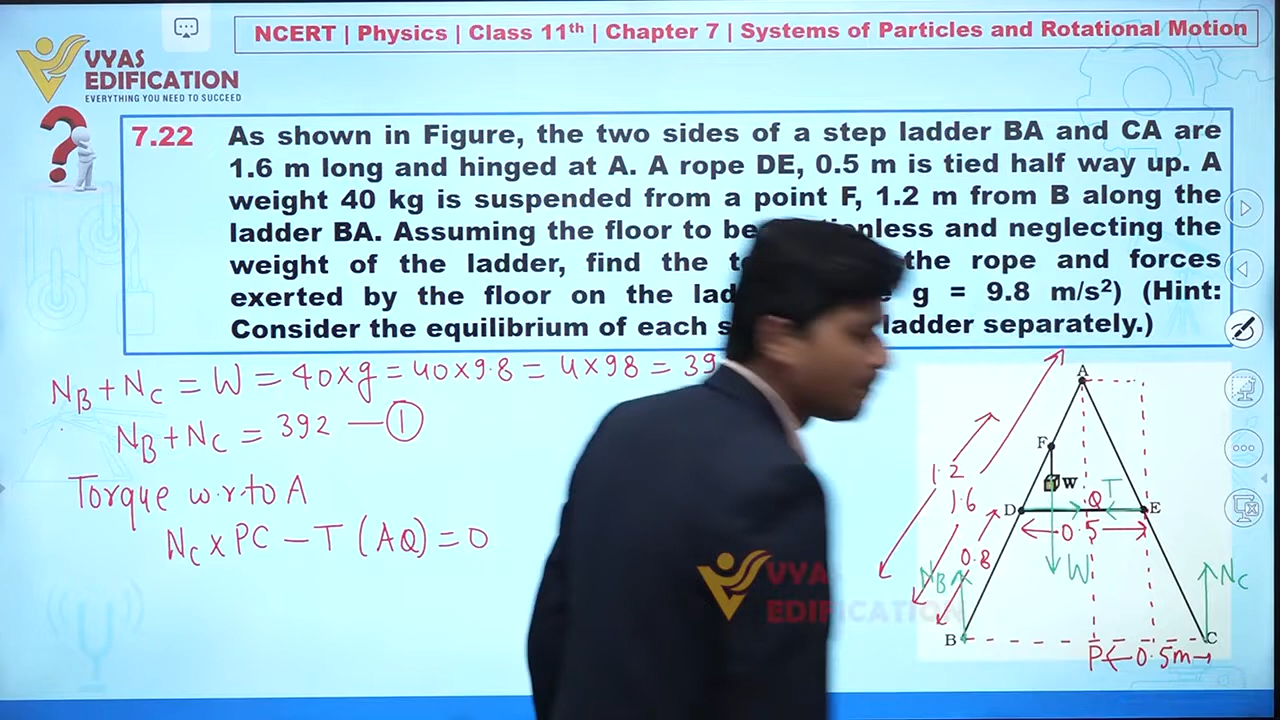 NCERT | Physics | Class 11th | Chapter 7 | Systems of Particles and Rotational Motion
VYAS
EDIFICATION
EVERYTHING YOU NEED TO SUCCEED
7.22 As shown in Figure, the two sides of a step ladder BA and CA are
1.6 m long and hinged at A. A rope DE, 0.5 m is tied half way up. A
weight 40 kg is suspended from a point F, 1.2 m from B along the
ladder BA. Assuming the floor to be nless and neglecting the
weight of the ladder, find the the rope and forces
exerted by the floor on the lad g = 9.8 m/s²) (Hint:
Consider the equilibrium of each s ladder separately.)
N_B + N_C = W = 40×g = 40×9.8 = 4×98 = 39
N_B + N_C = 392 — ①
Torque w.r.to A
N_C × PC – T (AQ) = 0
A
F
W
1.2
1.6
D
Q
T
E
0.5
0.8
W
N_B
N_C
B
C
P
0.5m
VYAS
EDIFICATION